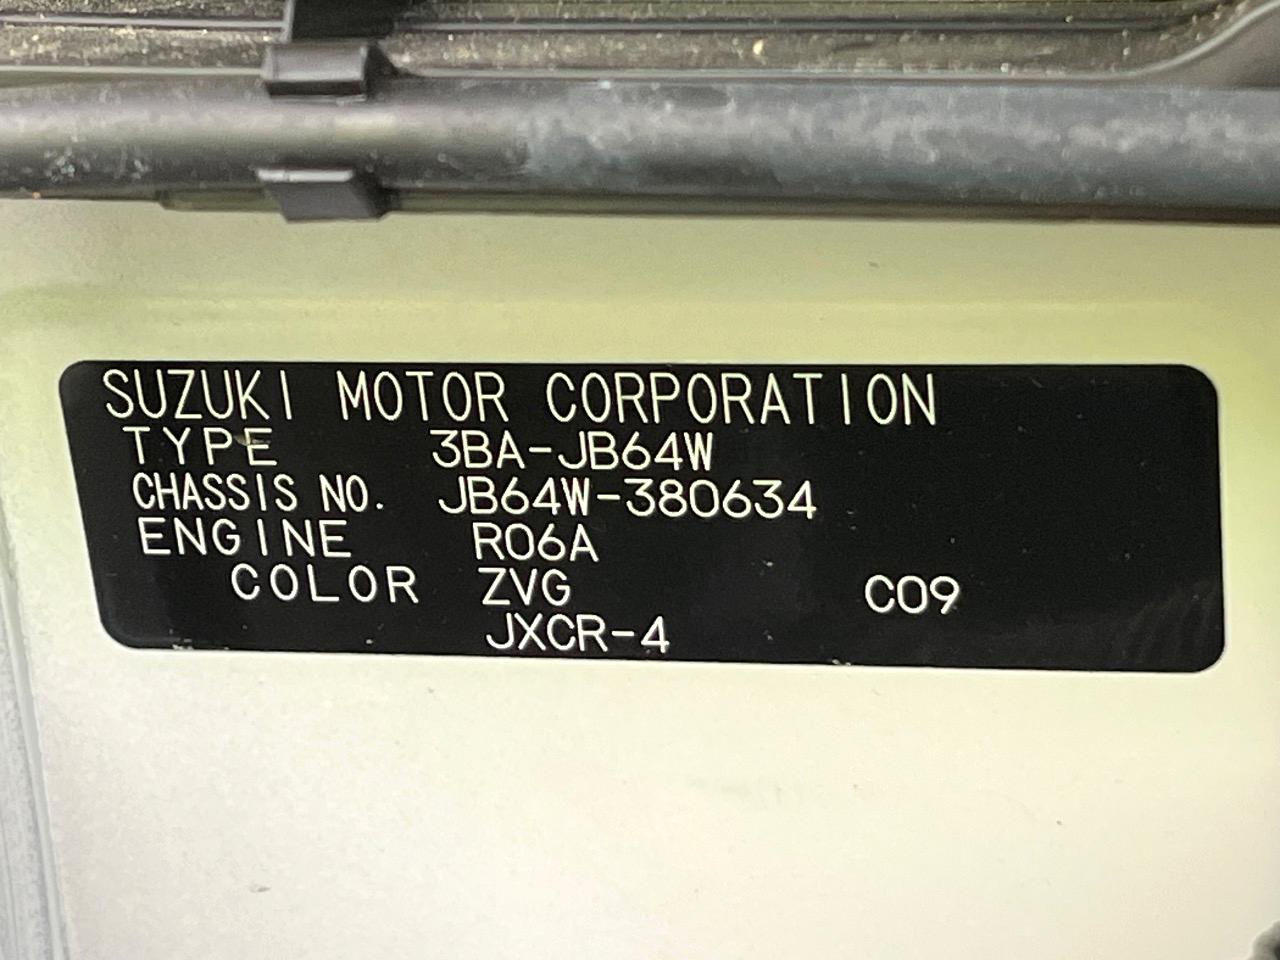 SUZUKI MOTOR CORPORATION
TYPE 3BA-JB64W
CHASSIS NO. JB64W-380634
ENGINE R06A
COLOR ZVG C09
JXCR-4